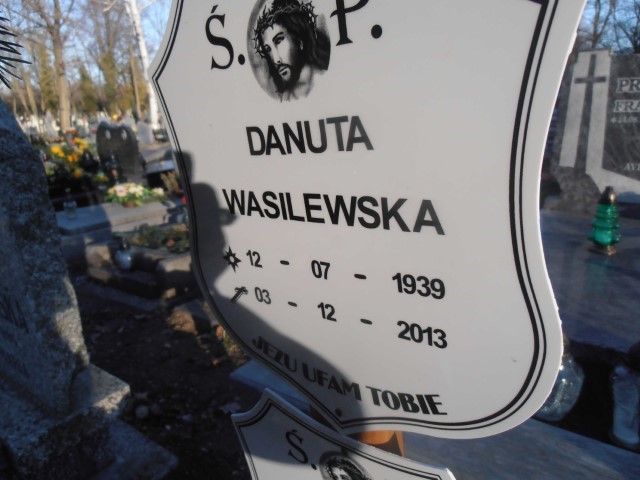 Ś. P.
DANUTA
WASILEWSKA
* 12 - 07 - 1939
† 03 - 12 - 2013
JEZU UFAM TOBIE
Ś.